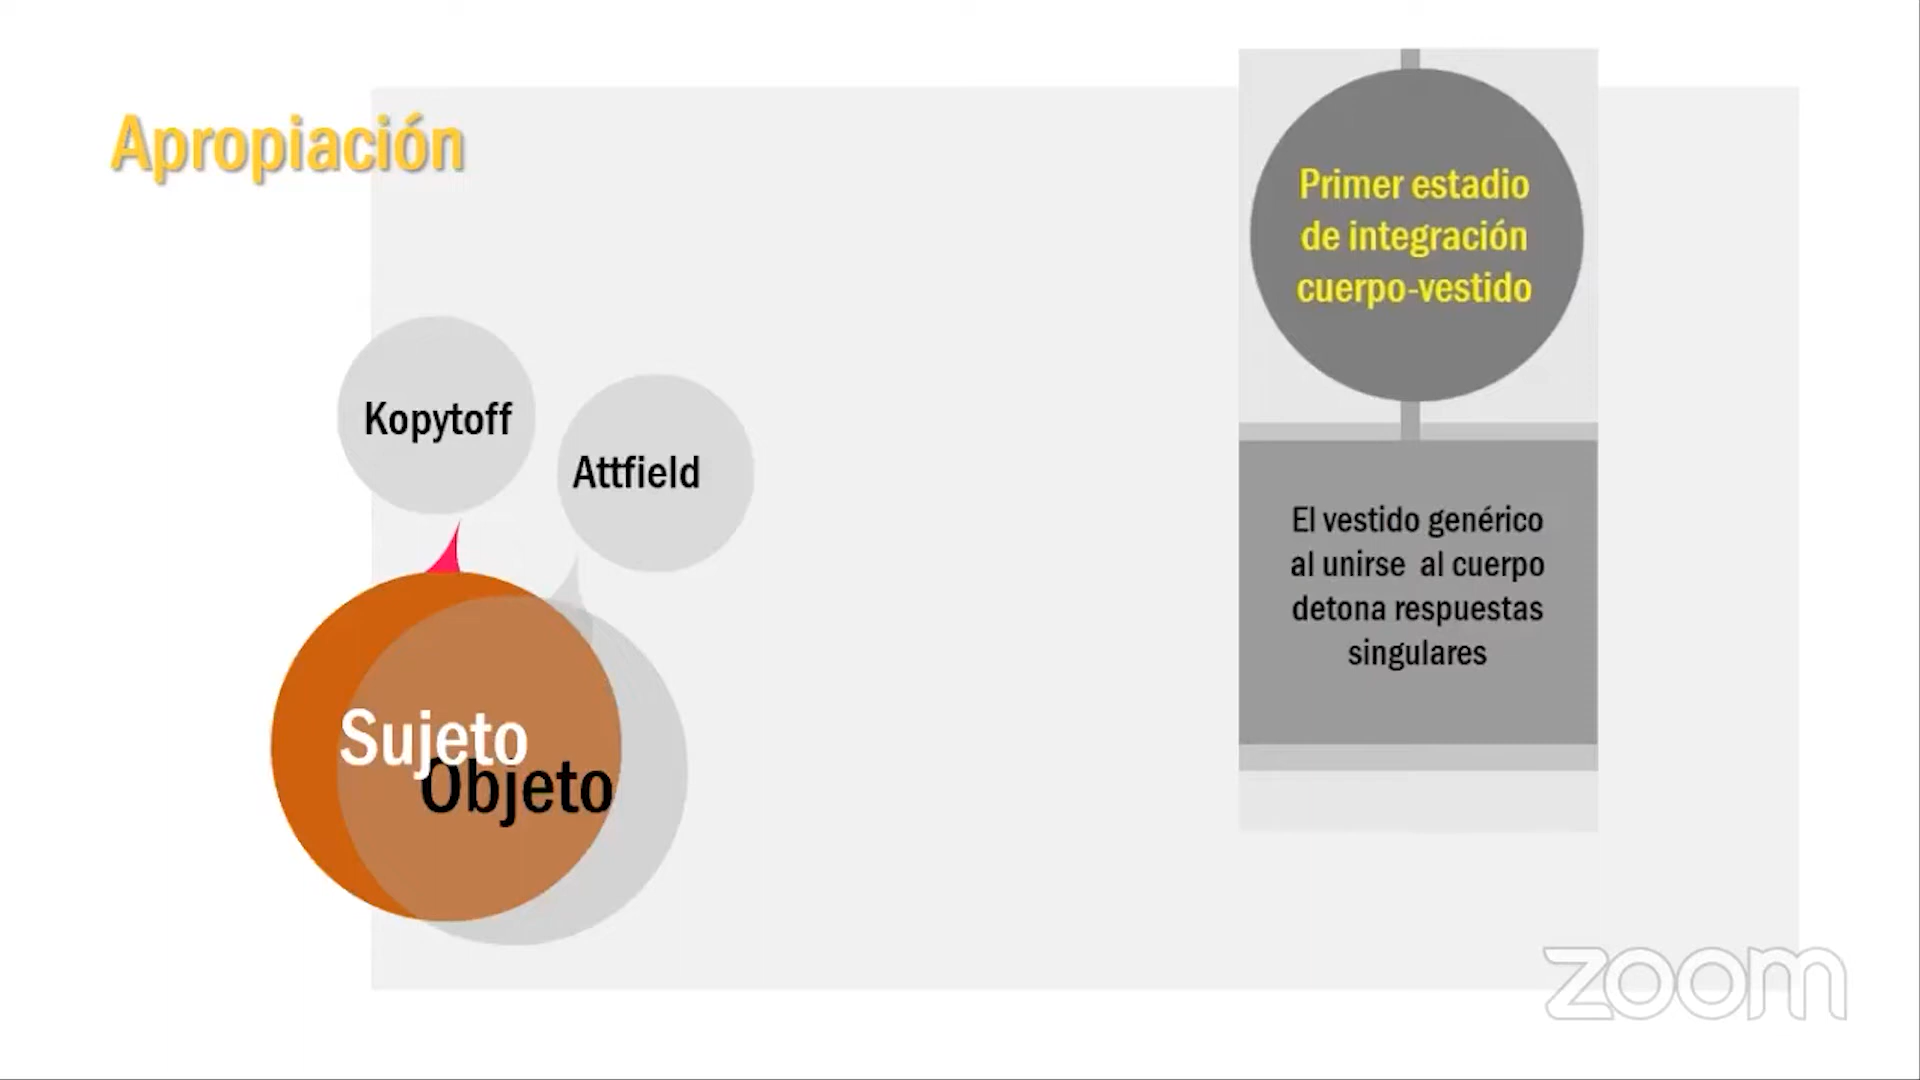 Apropiación
Kopytoff
Attfield
Sujeto
Objeto
Primer estadio
de integración
cuerpo-vestido
El vestido genérico
al unirse al cuerpo
detona respuestas
singulares
zoom